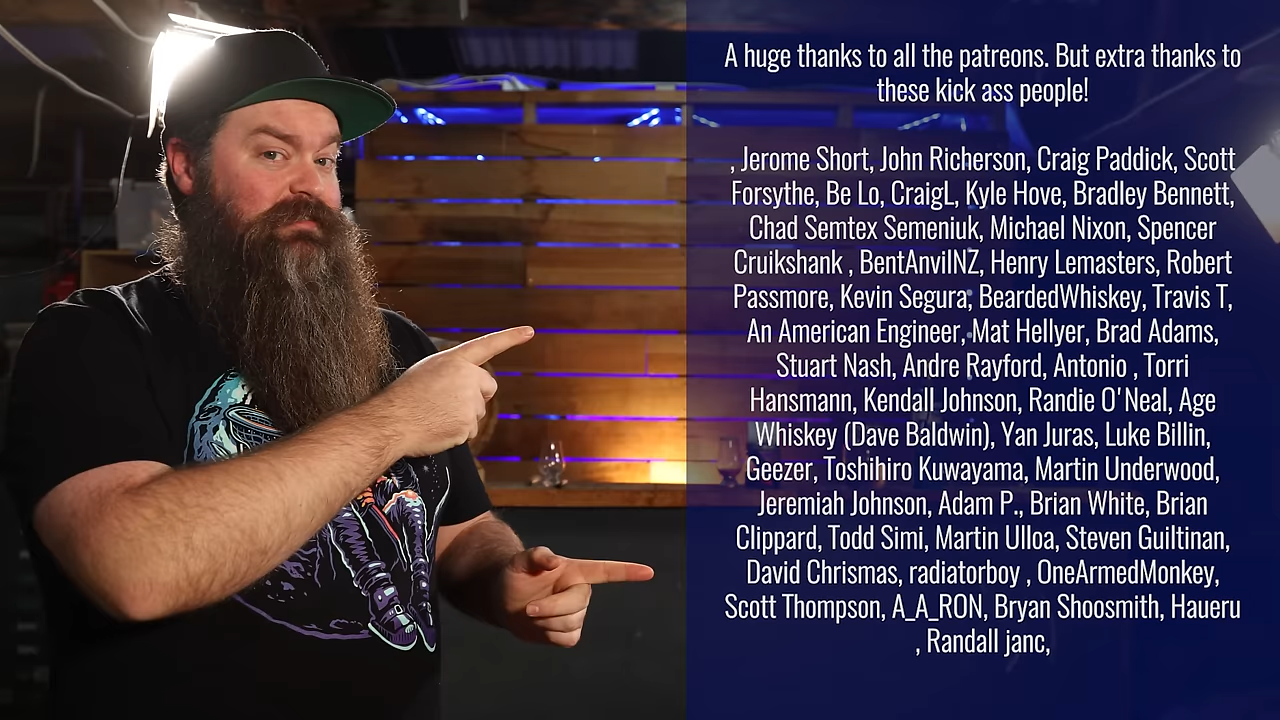 A huge thanks to all the patreons. But extra thanks to
these kick ass people!
, Jerome Short, John Richerson, Craig Paddick, Scott
Forsythe, Be Lo, CraigL, Kyle Hove, Bradley Bennett,
Chad Semtex Semeniuk, Michael Nixon, Spencer
Cruikshank , BentAnvilNZ, Henry Lemasters, Robert
Passmore, Kevin Segura, BeardedWhiskey, Travis T,
An American Engineer, Mat Hellyer, Brad Adams,
Stuart Nash, Andre Rayford, Antonio , Torri
Hansmann, Kendall Johnson, Randie O'Neal, Age
Whiskey (Dave Baldwin), Yan Juras, Luke Billin,
Geezer, Toshihiro Kuwayama, Martin Underwood,
Jeremiah Johnson, Adam P., Brian White, Brian
Clippard, Todd Simi, Martin Ulloa, Steven Guiltinan,
David Chrismas, radiatorboy , OneArmedMonkey,
Scott Thompson, A_A_RON, Bryan Shoosmith, Haueru
, Randall janc,